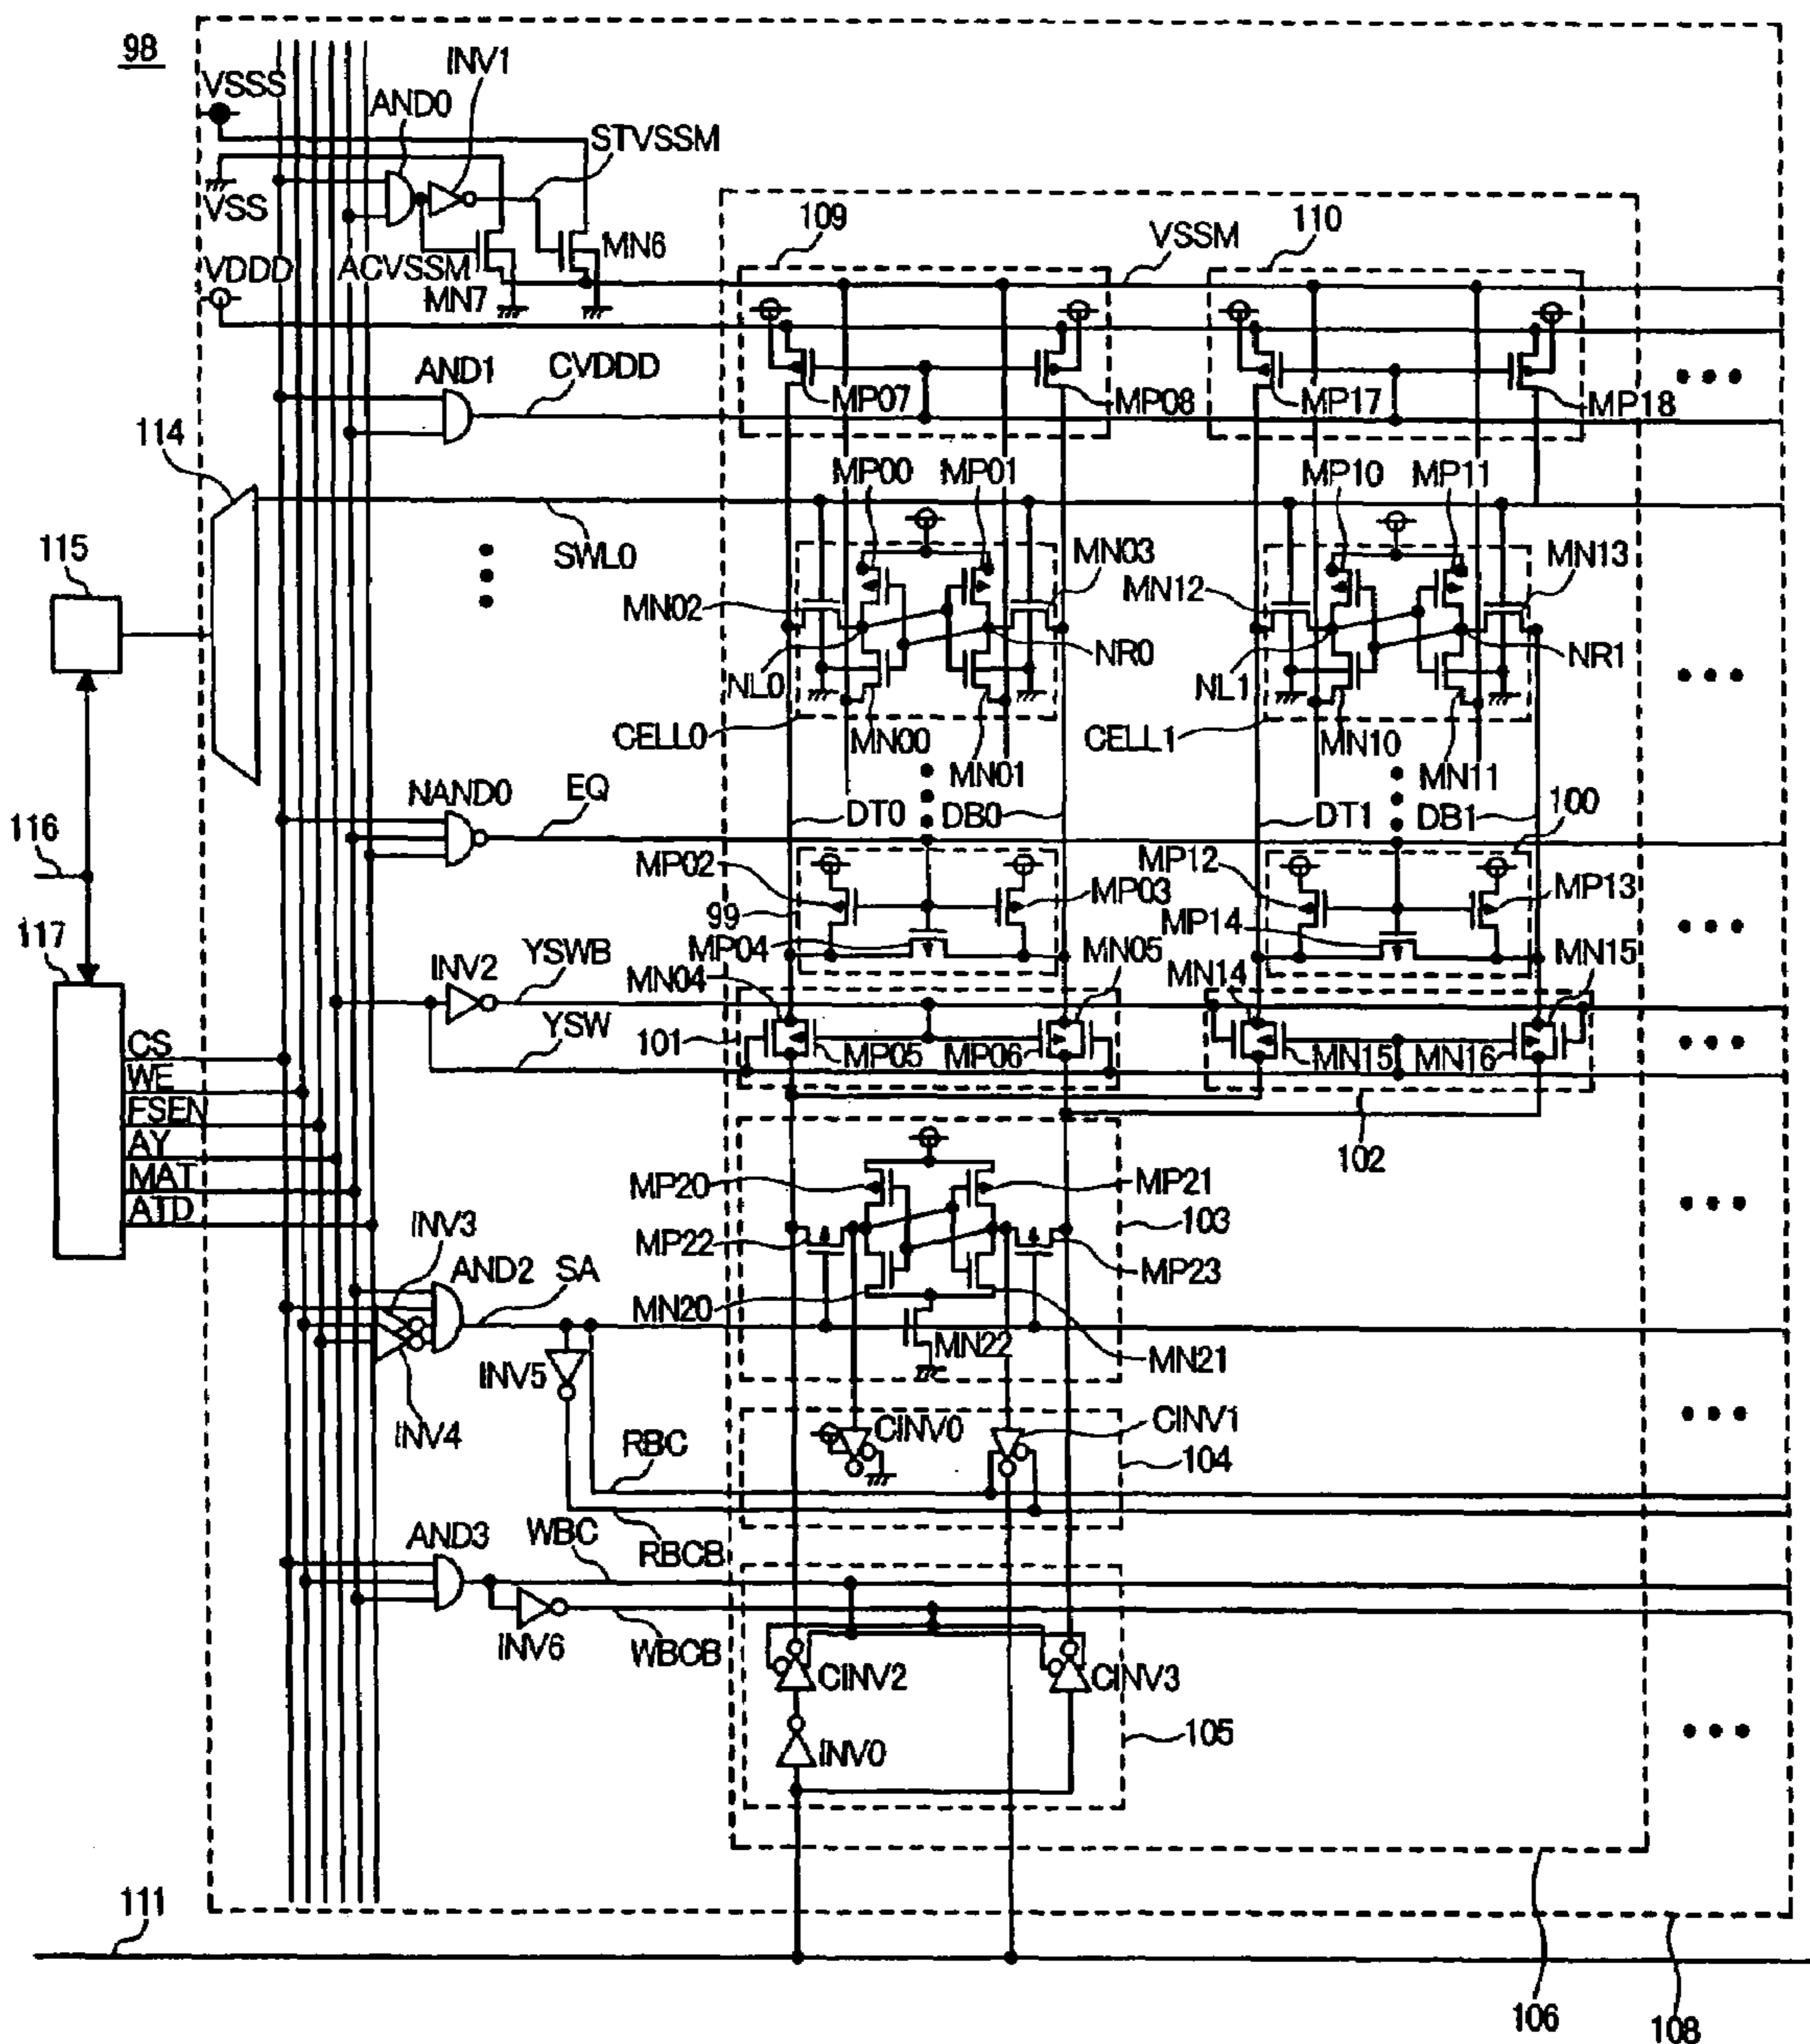 98
VSSS
INV1
AND0
STVSSM
VSS
MN6
109
VSSM
110
VDDD
ACVSSM
MN7
AND1
CVDDD
MP07
MP08
MP17
MP18
114
MP00
MP01
MP10
MP11
115
SWL0
MN03
MN13
MN02
MN12
NL0
NR0
NL1
NR1
CELL0
MN00
CELL1
MN10
MN01
MN11
NAND0
EQ
DT0
DB0
DT1
DB1
100
116
MP02
MP03
MP12
MP13
99
117
MP04
MN05
MP14
MN15
INV2
YSWB
MN04
MN14
CS
YSW
101
MP05
MP06
MN15
MN16
WE
FSEN
AY
102
MAT
MP20
MP21
ATD
INV3
103
AND2
SA
MP22
MP23
MN20
MN22
MN21
INV5
INV4
CINV0
CINV1
RBC
104
AND3
WBC
RBCB
INV6
WBCB
CINV2
CINV3
INV0
105
111
106
108